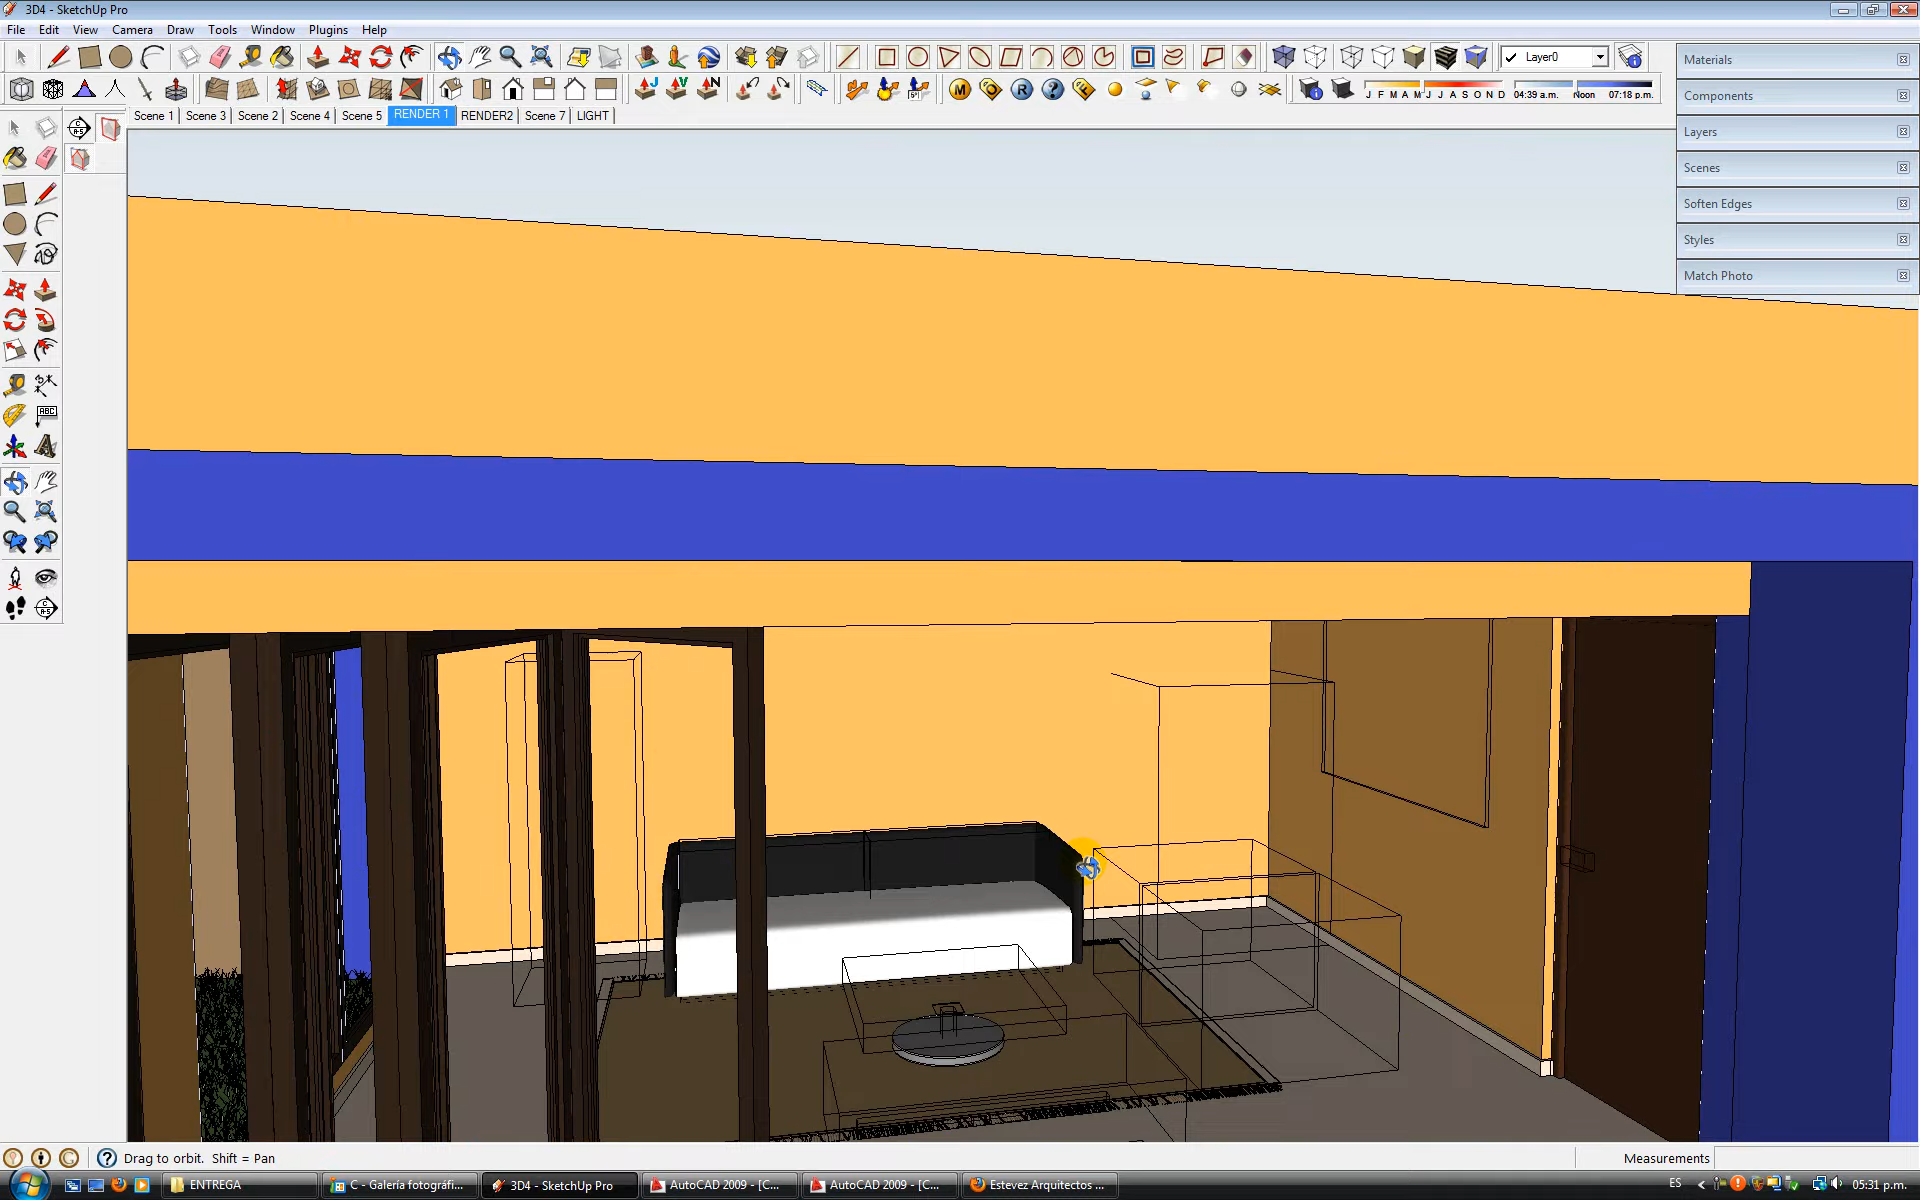 3D4 - SketchUp Pro
File Edit View Camera Draw Tools Window Plugins Help
Layer0
J F M A M J J A S O N D 04:39 a.m. Noon 07:18 p.m.
Scene 1 Scene 3 Scene 2 Scene 4 Scene 5 RENDER 1 RENDER2 Scene 7 LIGHT
Materials
Components
Layers
Scenes
Soften Edges
Styles
Match Photo
ABC
Drag to orbit. Shift = Pan
Measurements
ENTREGA
C - Galería fotográfi...
3D4 - SketchUp Pro
AutoCAD 2009 - [C...
AutoCAD 2009 - [C...
Estevez Arquitectos ...
ES
05:31 p.m.